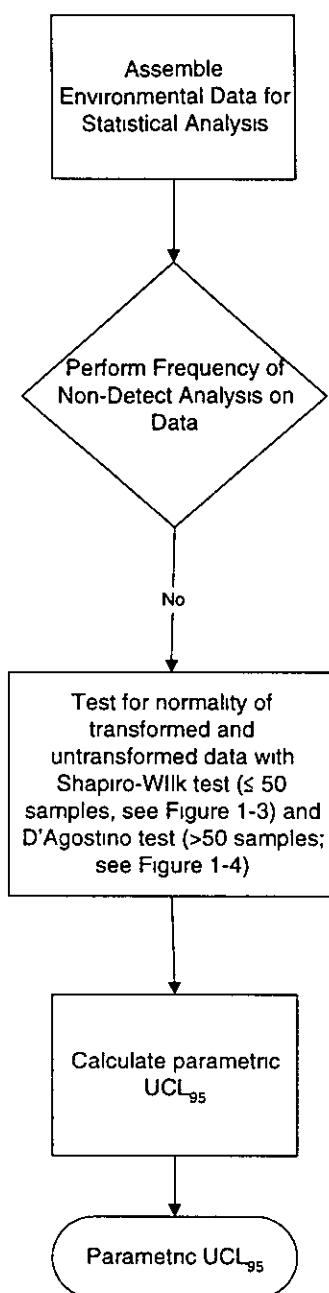 Assemble
Environmental Data for
Statistical Analysis
Perform Frequency of
Non-Detect Analysis on
Data
No
Test for normality of
transformed and
untransformed data with
Shapiro-Wilk test (≤ 50
samples, see Figure 1-3) and
D'Agostino test (>50 samples;
see Figure 1-4)
Calculate parametric
UCL95
Parametric UCL95